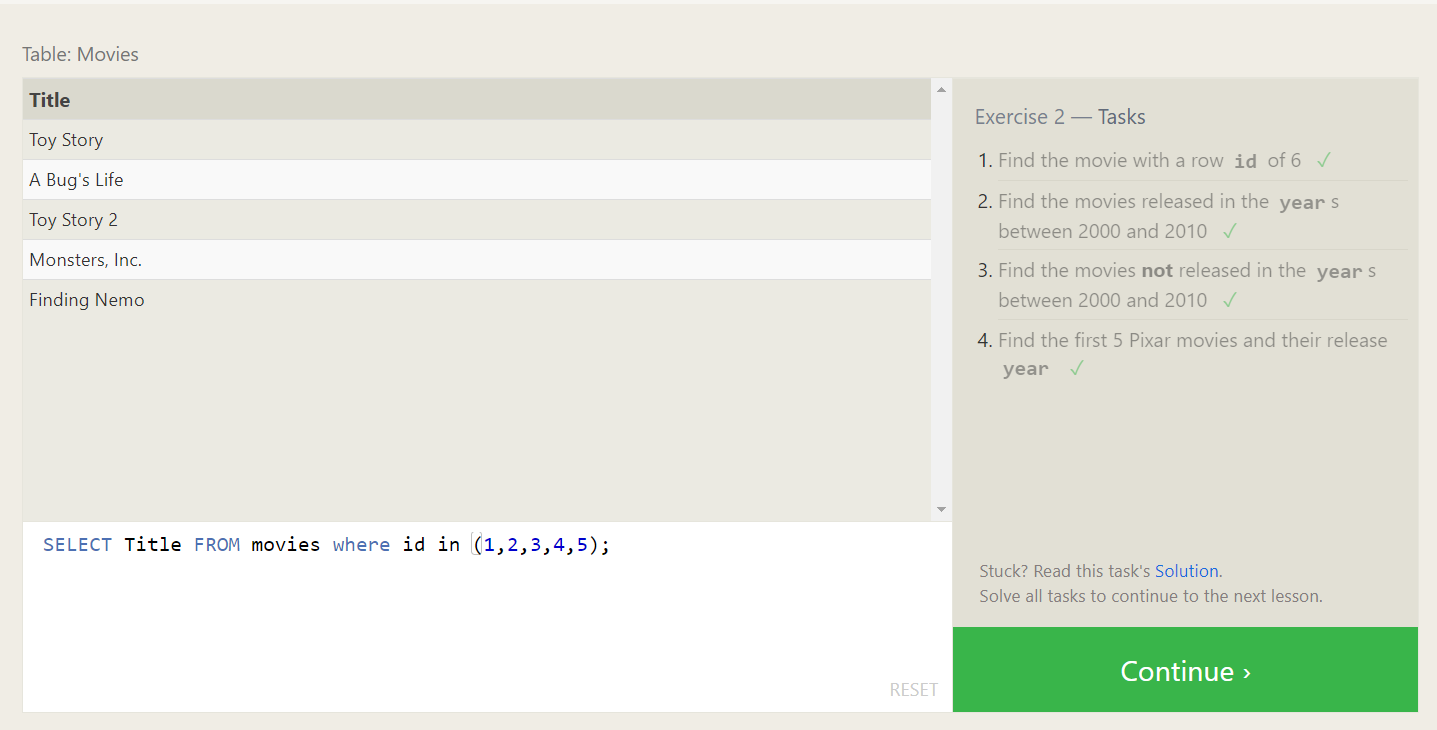 Table: Movies
Title
Toy Story
A Bug's Life
Toy Story 2
Monsters, Inc.
Finding Nemo
SELECT Title FROM movies where id in (1,2,3,4,5);
RESET
Exercise 2 — Tasks
1. Find the movie with a row id of 6 ✓
2. Find the movies released in the year s
between 2000 and 2010 ✓
3. Find the movies not released in the year s
between 2000 and 2010 ✓
4. Find the first 5 Pixar movies and their release
year ✓
Stuck? Read this task's Solution.
Solve all tasks to continue to the next lesson.
Continue ›